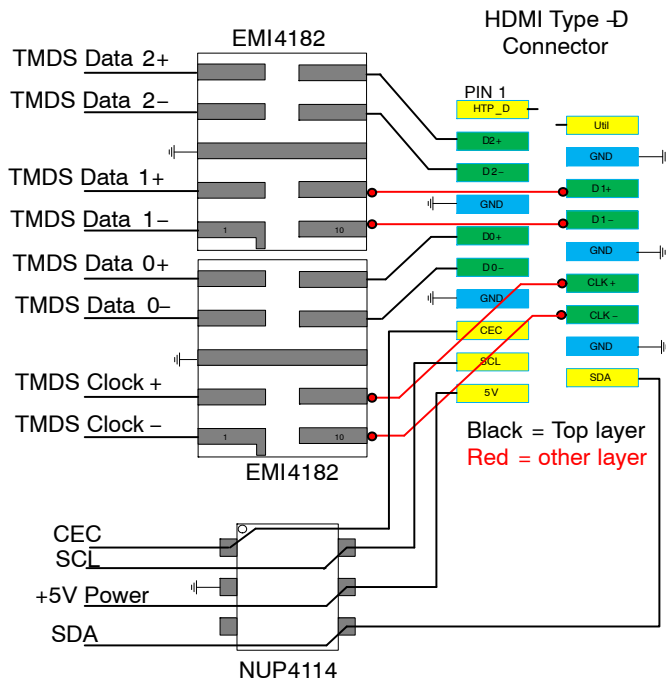 HDMI Type -D
Connector
EMI4182
TMDS Data 2+
TMDS Data 2-
TMDS Data 1+
TMDS Data 1-
1
10
TMDS Data 0+
TMDS Data 0-
TMDS Clock +
TMDS Clock -
1
10
EMI4182
PIN 1
HTP_D
D2+
D2-
GND
D0+
D0-
GND
CEC
SCL
5V
Util
GND
D1+
D1-
GND
CLK+
CLK-
GND
SDA
Black = Top layer
Red = other layer
CEC
SCL
+5V Power
SDA
NUP4114